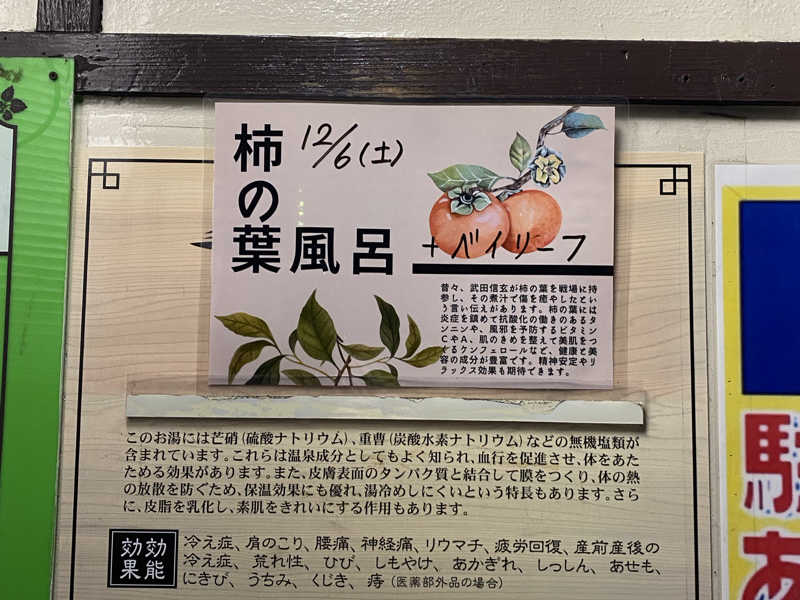 柿の葉風呂
12/6(土)
+ベイリーフ
昔々、武田信玄が柿の葉を戦場に持
参し、その煮汁で傷を癒やしたとい
う言い伝えがあります。柿の葉には
炎症を鎮めて抗酸化の働きのあるタ
ンニンや、風邪を予防するビタミン
CやA、肌のきめを整えて美肌をつ
くるケンフェロールなど、健康と美
容の成分が豊富です。精神安定やリ
ラックス効果も期待できます。
このお湯には芒硝(硫酸ナトリウム)、重曹(炭酸水素ナトリウム)などの無機塩類が
含まれています。これらは温泉成分としてもよく知られ、血行を促進させ、体をあた
ためる効果があります。また、皮膚表面のタンパク質と結合して膜をつくり、体の熱
の放散を防ぐため、保温効果にも優れ、湯冷めしにくいという特長もあります。さら
に、皮脂を乳化し、素肌をきれいにする作用もあります。
効能
効果
冷え症、肩のこり、腰痛、神経痛、リウマチ、疲労回復、産前産後の
冷え症、荒れ性、ひび、しもやけ、あかぎれ、しっしん、あせも、
にきび、うちみ、くじき、痔(医薬部外品の場合)